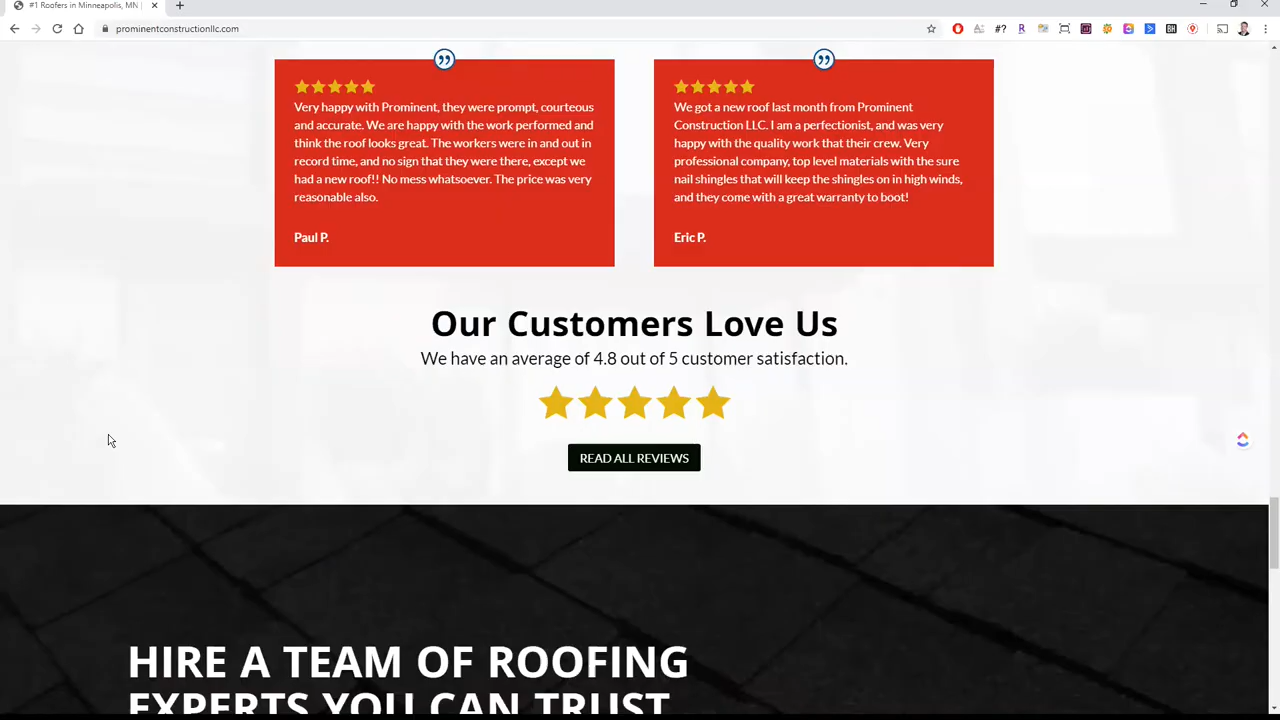 #1 Roofers in Minneapolis, MN |
prominentconstructionllc.com
Very happy with Prominent, they were prompt, courteous
and accurate. We are happy with the work performed and
think the roof looks great. The workers were in and out in
record time, and no sign that they were there, except we
had a new roof!! No mess whatsoever. The price was very
reasonable also.
Paul P.
We got a new roof last month from Prominent
Construction LLC. I am a perfectionist, and was very
happy with the quality work that their crew. Very
professional company, top level materials with the sure
nail shingles that will keep the shingles on in high winds,
and they come with a great warranty to boot!
Eric P.
Our Customers Love Us
We have an average of 4.8 out of 5 customer satisfaction.
READ ALL REVIEWS
HIRE A TEAM OF ROOFING
EXPERTS YOU CAN TRUST